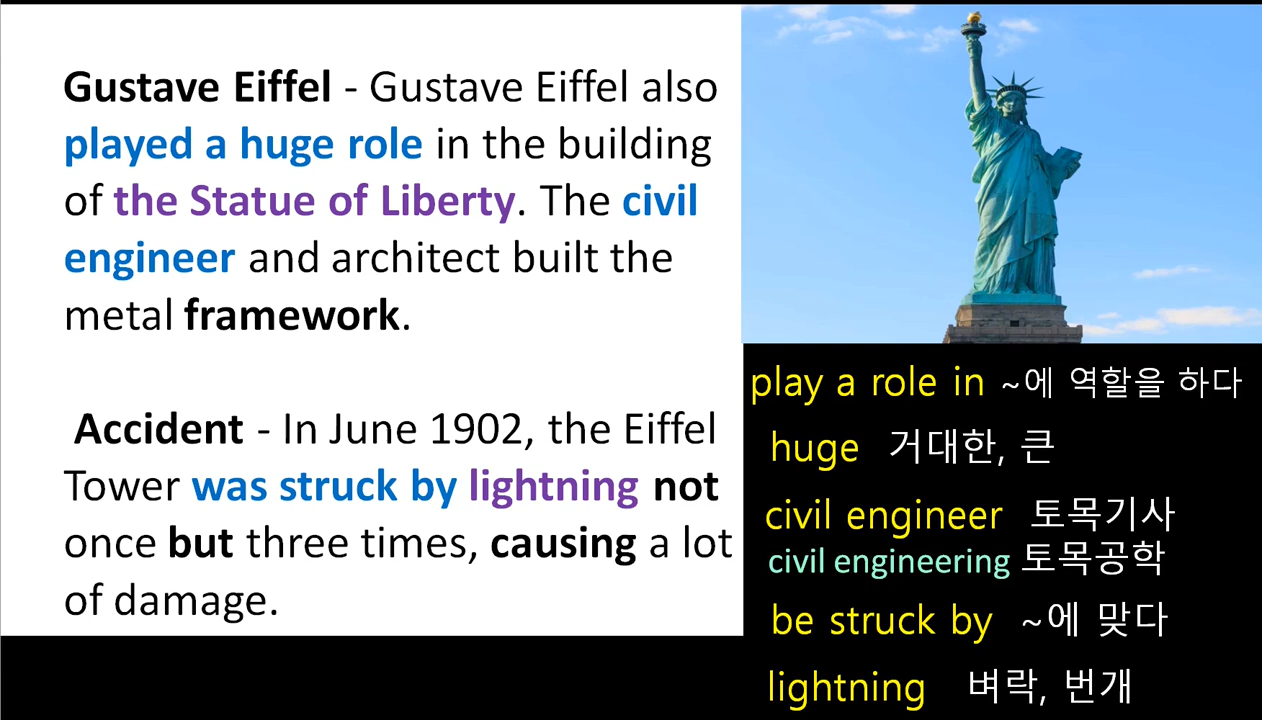 Gustave Eiffel - Gustave Eiffel also
played a huge role in the building
of the Statue of Liberty. The civil
engineer and architect built the
metal framework.
Accident - In June 1902, the Eiffel
Tower was struck by lightning not
once but three times, causing a lot
of damage.
play a role in ~에 역할을 하다
huge 거대한, 큰
civil engineer 토목기사
civil engineering 토목공학
be struck by ~에 맞다
lightning 벼락, 번개